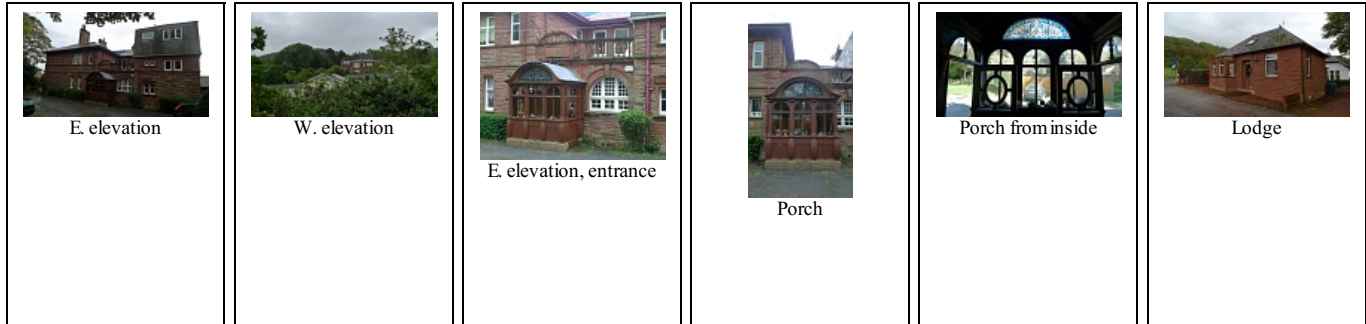 E. elevation
W. elevation
E. elevation, entrance
Porch
Porch from inside
Lodge